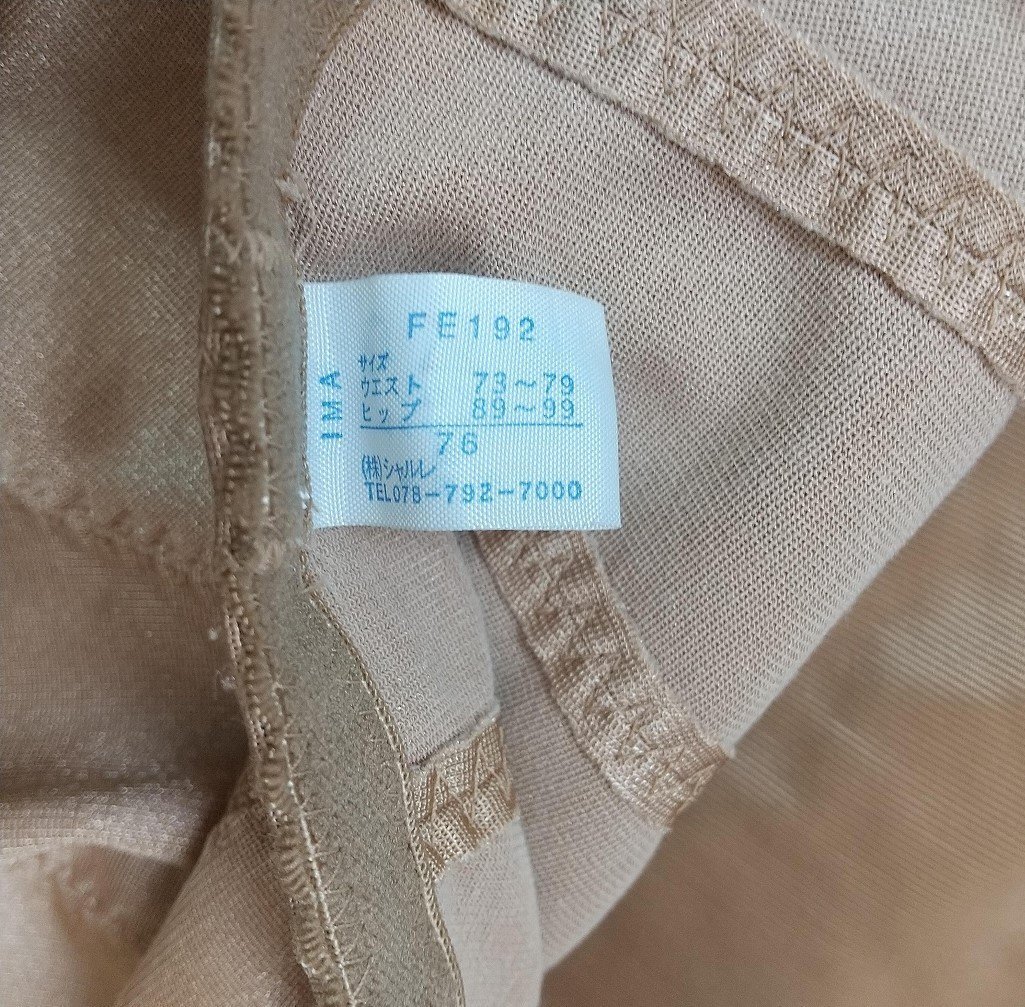 FE192
サイズ
ウエスト 73～79
ヒップ 89～99
76
(株)シャルレ
TEL078-792-7000
IMA